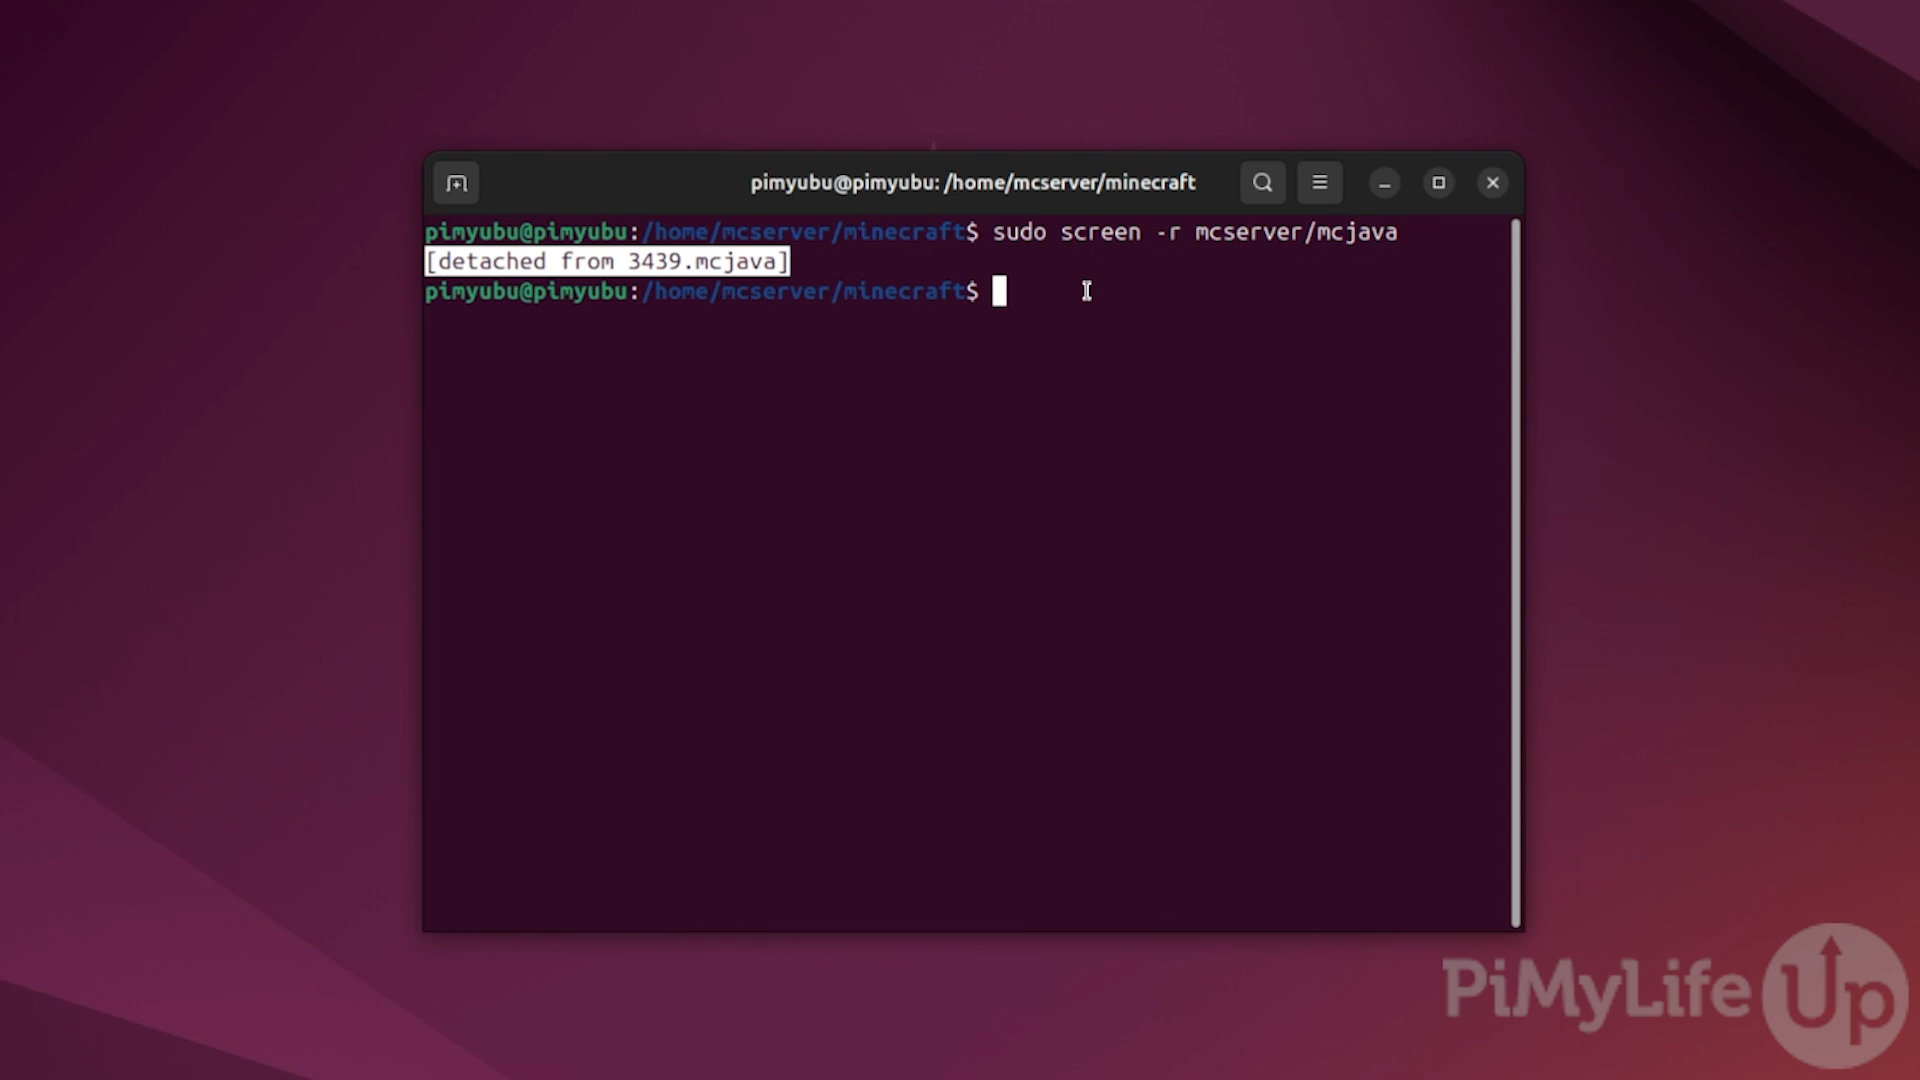 pimyubu@pimyubu: /home/mcserver/minecraft
pimyubu@pimyubu:/home/mcserver/minecraft$ sudo screen -r mcserver/mcjava
[detached from 3439.mcjava]
pimyubu@pimyubu:/home/mcserver/minecraft$
PiMyLifeUp